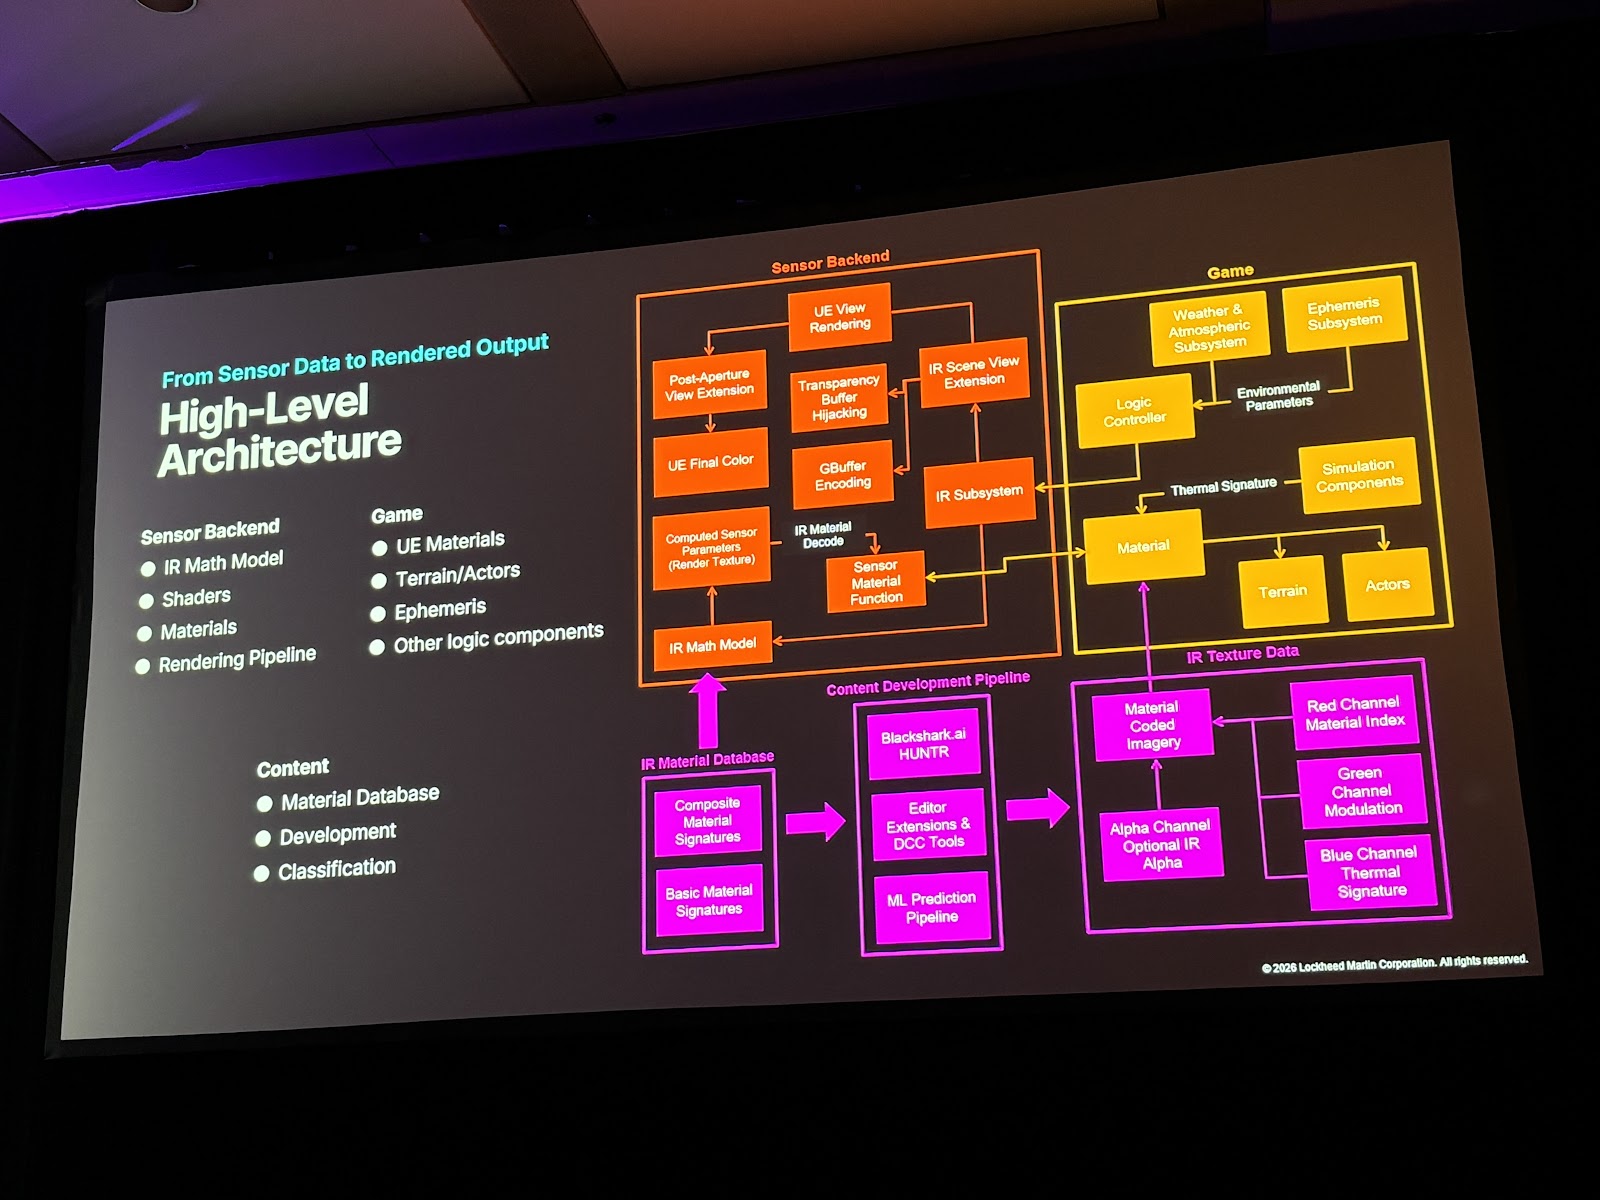 From Sensor Data to Rendered Output
High-Level
Architecture
Sensor Backend
IR Math Model
Shaders
Materials
Rendering Pipeline
Game
UE Materials
Terrain/Actors
Ephemeris
Other logic components
Content
Material Database
Development
Classification
Sensor Backend
UE View
Rendering
Post-Aperture
View Extension
Transparency
Buffer
Hijacking
IR Scene View
Extension
UE Final Color
GBuffer
Encoding
IR Subsystem
Computed Sensor
Parameters
(Render Texture)
IR Material
Decode
Sensor
Material
Function
IR Math Model
Game
Weather &
Atmospheric
Subsystem
Ephemeris
Subsystem
Logic
Controller
Environmental
Parameters
Thermal Signature
Simulation
Components
Material
Terrain
Actors
IR Material Database
Composite
Material
Signatures
Basic Material
Signatures
Content Development Pipeline
Blackshark.ai
HUNTR
Editor
Extensions &
DCC Tools
ML Prediction
Pipeline
IR Texture Data
Material
Coded
Imagery
Red Channel
Material Index
Green
Channel
Modulation
Alpha Channel
Optional IR
Alpha
Blue Channel
Thermal
Signature
© 2026 Lockheed Martin Corporation. All rights reserved.